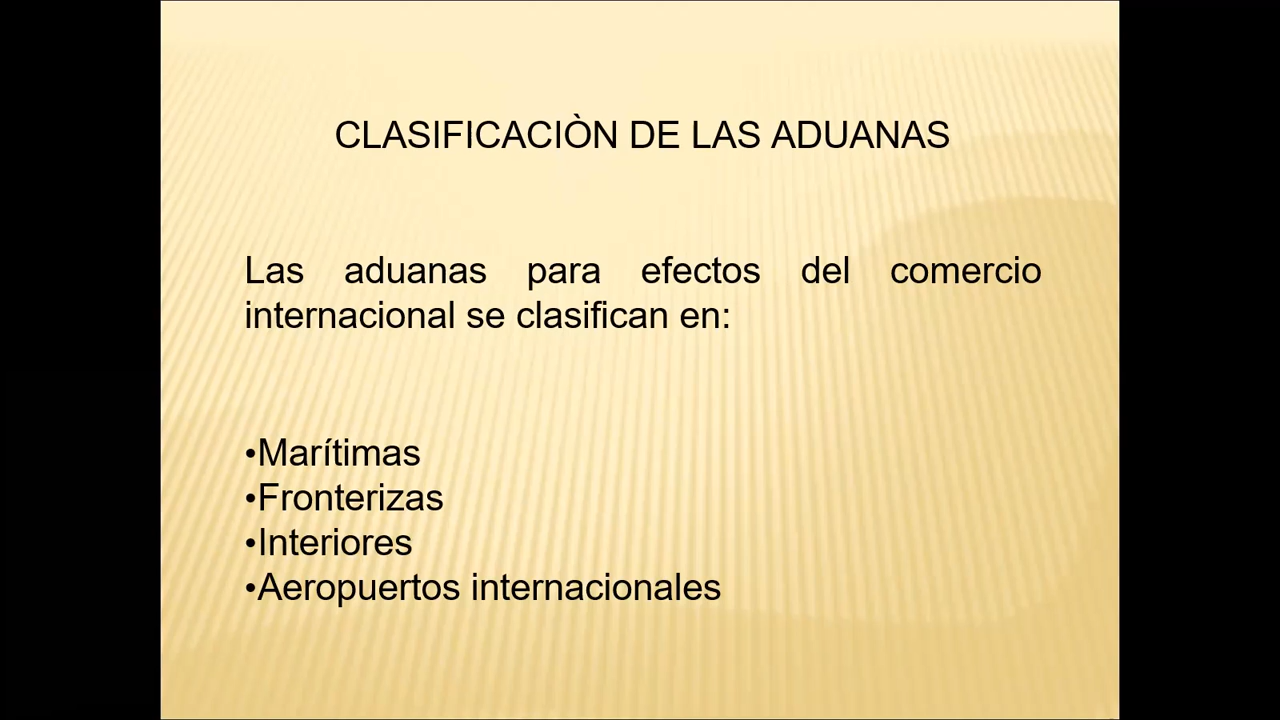 CLASIFICACIÒN DE LAS ADUANAS
Las aduanas para efectos del comercio
internacional se clasifican en:
•Marítimas
•Fronterizas
•Interiores
•Aeropuertos internacionales